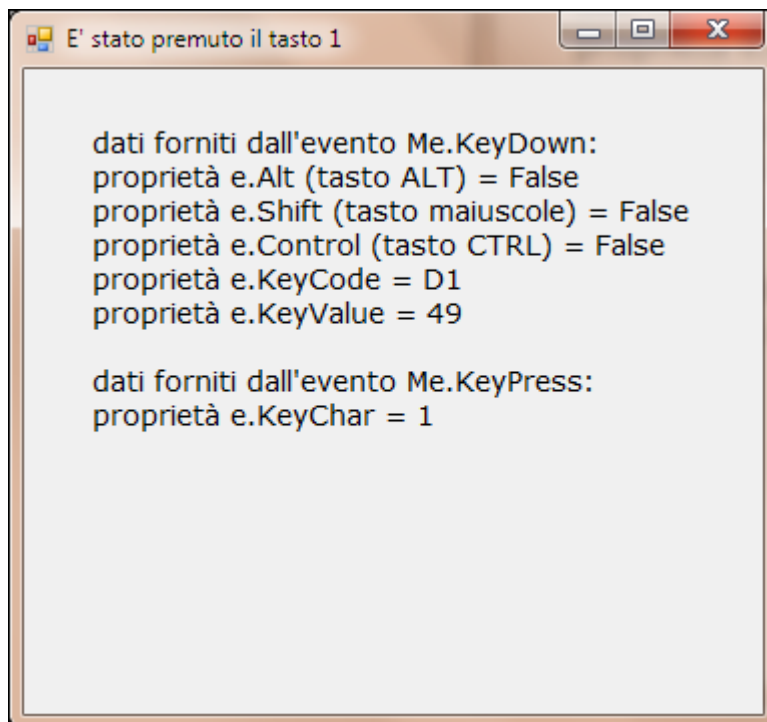 E' stato premuto il tasto 1
dati forniti dall'evento Me.KeyDown:
proprietà e.Alt (tasto ALT) = False
proprietà e.Shift (tasto maiuscole) = False
proprietà e.Control (tasto CTRL) = False
proprietà e.KeyCode = D1
proprietà e.KeyValue = 49
dati forniti dall'evento Me.KeyPress:
proprietà e.KeyChar = 1